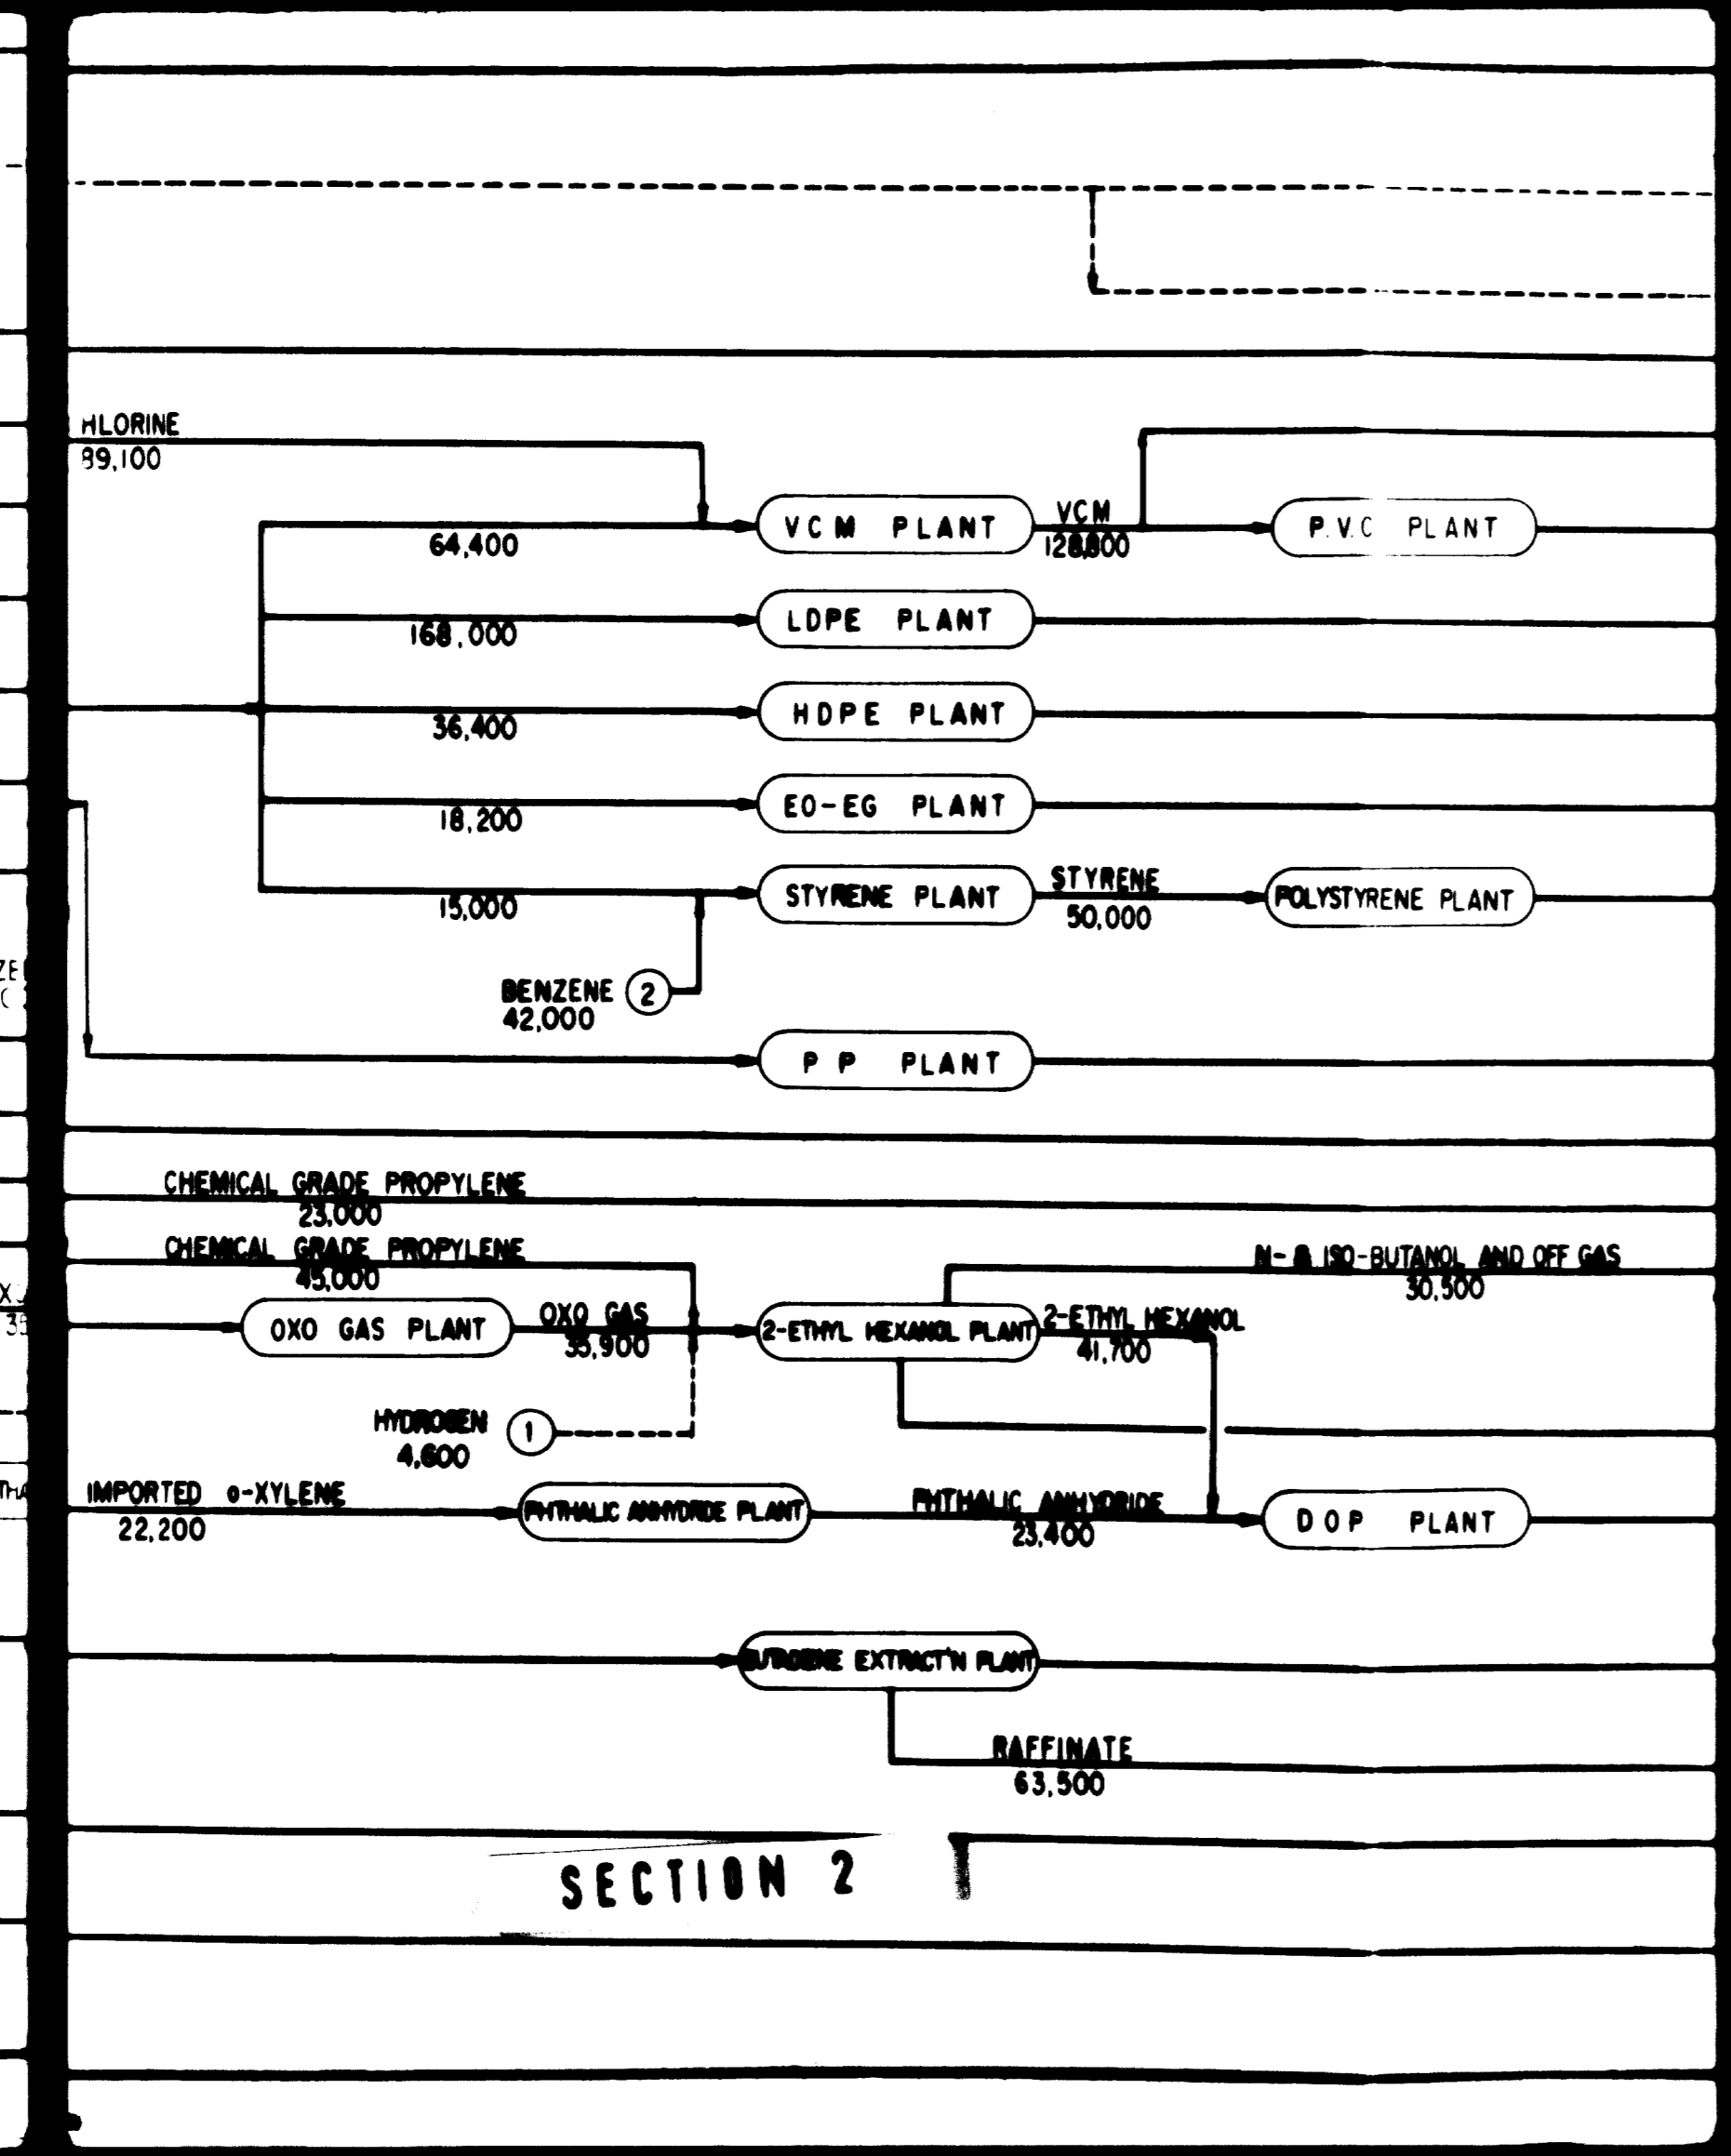 HLORINE
89,100
VCM PLANT
VCM
128,800
P.V.C PLANT
64,400
LDPE PLANT
168,000
HDPE PLANT
36,400
EO-EG PLANT
18,200
STYRENE PLANT
STYRENE
50,000
POLYSTYRENE PLANT
15,000
BENZENE 2
42,000
PP PLANT
CHEMICAL GRADE PROPYLENE
23,000
CHEMICAL GRADE PROPYLENE
45,000
N- & ISO-BUTANOL AND OFF GAS
30,500
OXO GAS PLANT
OXO GAS
35,900
2-ETHYL HEXANOL PLANT
2-ETHYL HEXANOL
41,700
HYDROGEN 1
4,600
IMPORTED o-XYLENE
22,200
PHTHALIC ANHYDRIDE PLANT
PHTHALIC ANHYDRIDE
23,400
DOP PLANT
BUTADIENE EXTRACT'N PLANT
RAFFINATE
63,500
SECTION 2